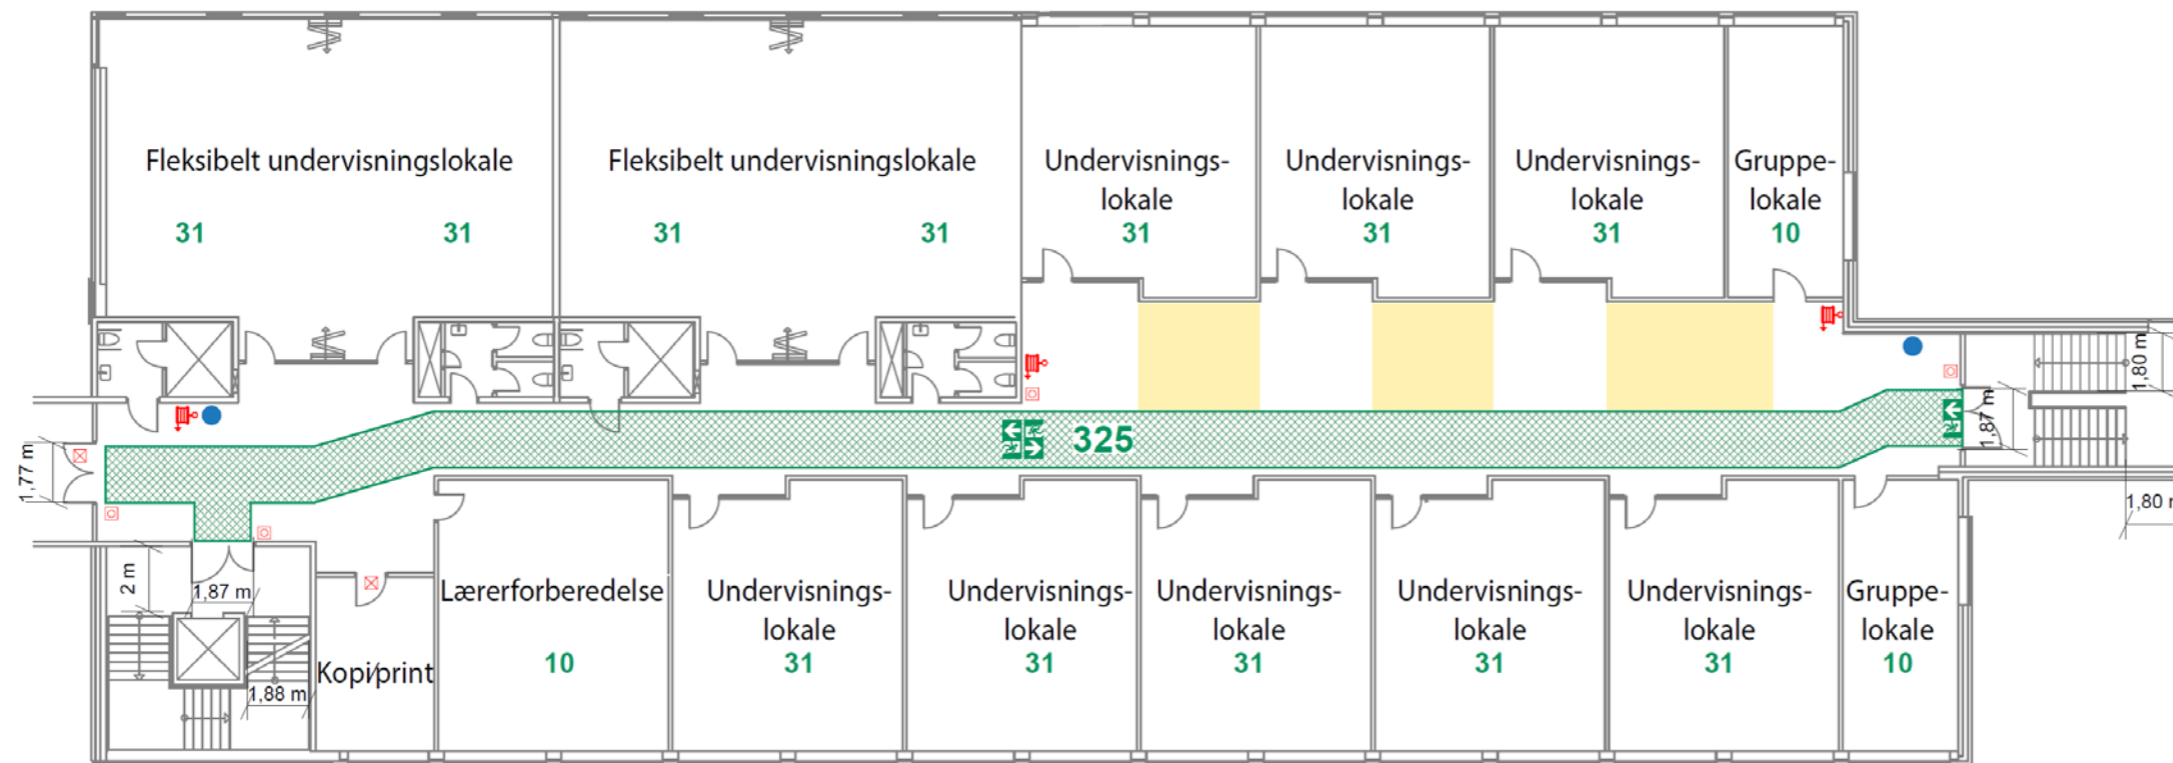 Fleksibelt undervisningslokale
31 31
Fleksibelt undervisningslokale
31 31
Undervisnings-
lokale
31
Undervisnings-
lokale
31
Undervisnings-
lokale
31
Gruppe-
lokale
10
1,80 m
1,77 m
325
1,87 m
1,80 m
2 m
1,87 m
1,88 m
Kopi/print
Lærerforberedelse
10
Undervisnings-
lokale
31
Undervisnings-
lokale
31
Undervisnings-
lokale
31
Undervisnings-
lokale
31
Undervisnings-
lokale
31
Gruppe-
lokale
10